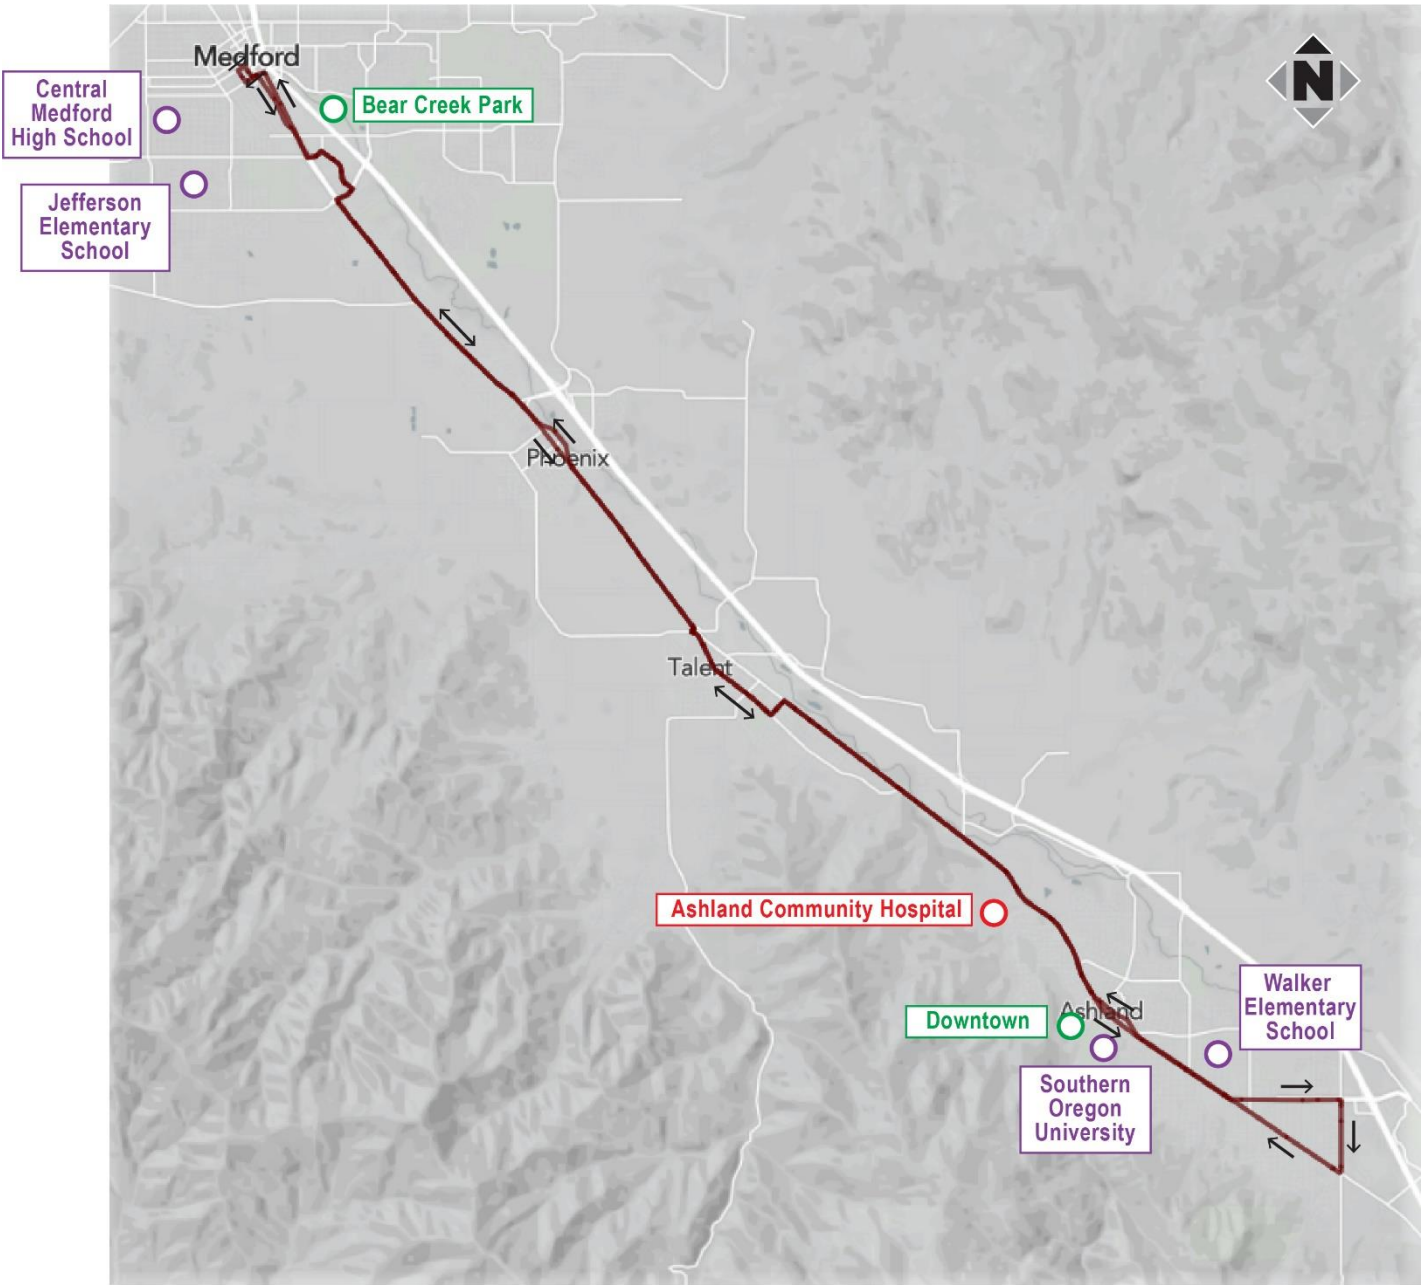 Medford
N
Central
Medford
High School
Bear Creek Park
Jefferson
Elementary
School
Phoenix
Talent
Ashland Community Hospital
Walker
Elementary
School
Downtown
Ashland
Southern
Oregon
University